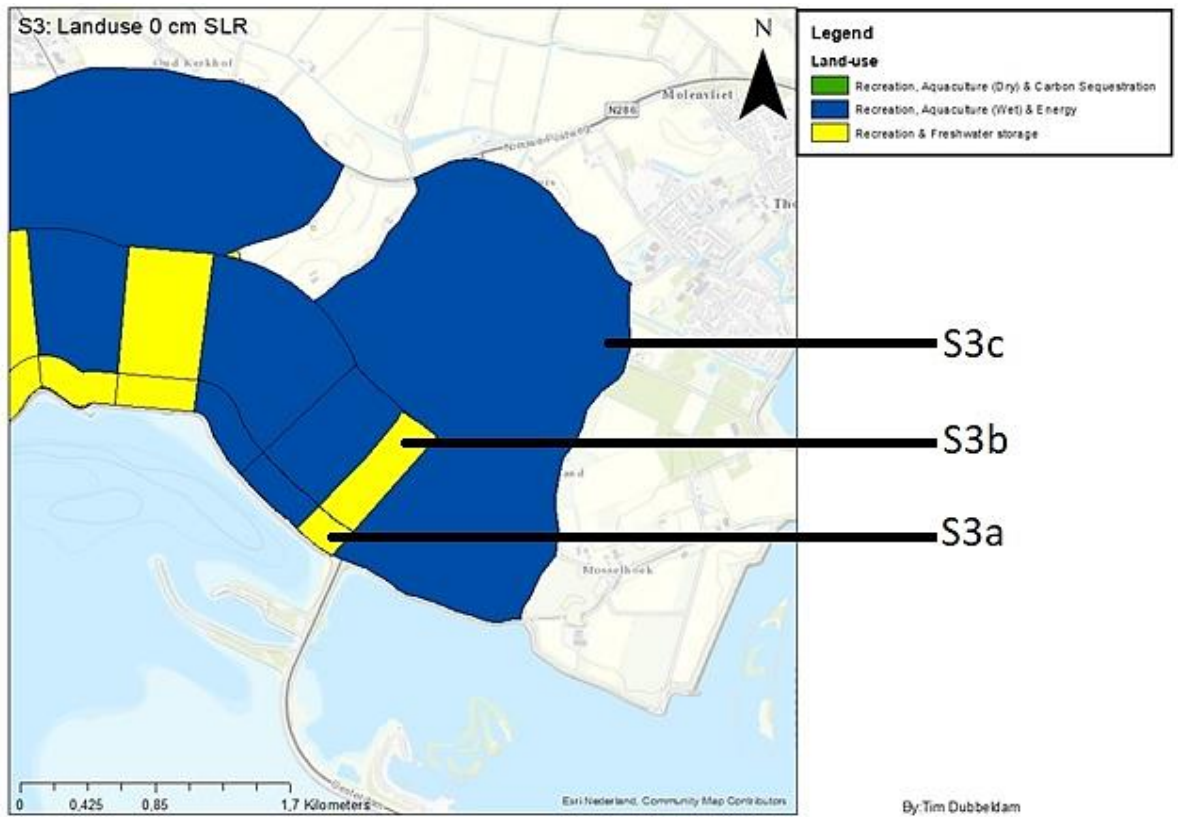 S3: Landuse 0 cm SLR
N
Legend
Land-use
Recreation, Aquaculture (Dry) & Carbon Sequestration
Recreation, Aquaculture (Wet) & Energy
Recreation & Freshwater storage
Oud Kerkhof
Molenvliet
N286
Tho
S3c
S3b
S3a
and
Mosselhoek
0 0,425 0,85 1,7 Kilometers
Esri Nederland, Community Map Contributors
By:Tim Dubbeldam